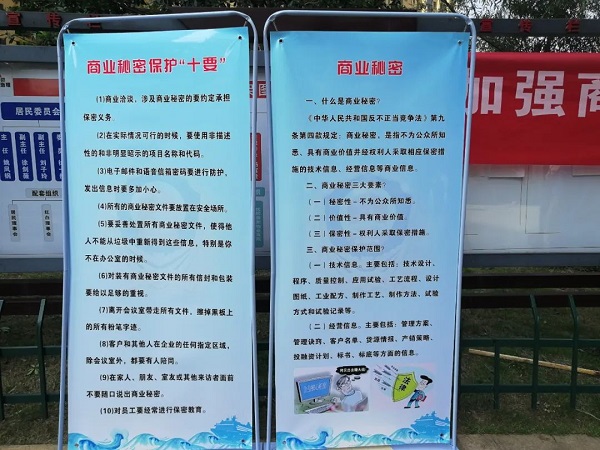 商业秘密保护“十要”
(1)商业洽谈，涉及商业秘密的要约定承担
保密义务。
(2)在实际情况可行的时候，要使用非描述
性的和非明显昭示的项目名称和代码。
(3)电子邮件和语音信箱密码要进行防护，
发出信息时要多加小心。
(4)所有的商业秘密文件要放置在安全场所。
(5)要妥善处置所有商业秘密文件，使得他
人不能从垃圾中重新得到这些信息，特别是你
不在办公室的时候。
(6)对装有商业秘密文件的所有信封和包装
要给以足够的重视。
(7)离开会议室带走所有文件，擦掉黑板上
的所有粉笔字迹。
(8)客户和其他人在企业的任何指定区域，
除会议室外，都要有人陪同。
(9)在家人、朋友、室友或其他来访者面前
不要随口说出商业秘密。
(10)对员工要经常进行保密教育。
商业秘密
一、什么是商业秘密？
《中华人民共和国反不正当竞争法》第九
条第四款规定：商业秘密，是指不为公众所知
悉、具有商业价值并经权利人采取相应保密措
施的技术信息、经营信息等商业信息。
二、商业秘密三大要素？
（一）秘密性－不为公众所知悉。
（二）价值性－具有商业价值。
（三）保密性－权利人采取保密措施。
三、商业秘密保护范围？
（一）技术信息。主要包括：技术设计、
程序、质量控制、应用试验、工艺流程、设计
图纸、工业配方、制作工艺、制作方法、试验
方式和试验记录等。
（二）经营信息。主要包括：管理方案、
管理诀窍、客户名单、货源情报、产销策略、
投融资计划、标书、标底等方面的信息。
法律
加强商
居民委员会
副主任
配套组织
宣传栏